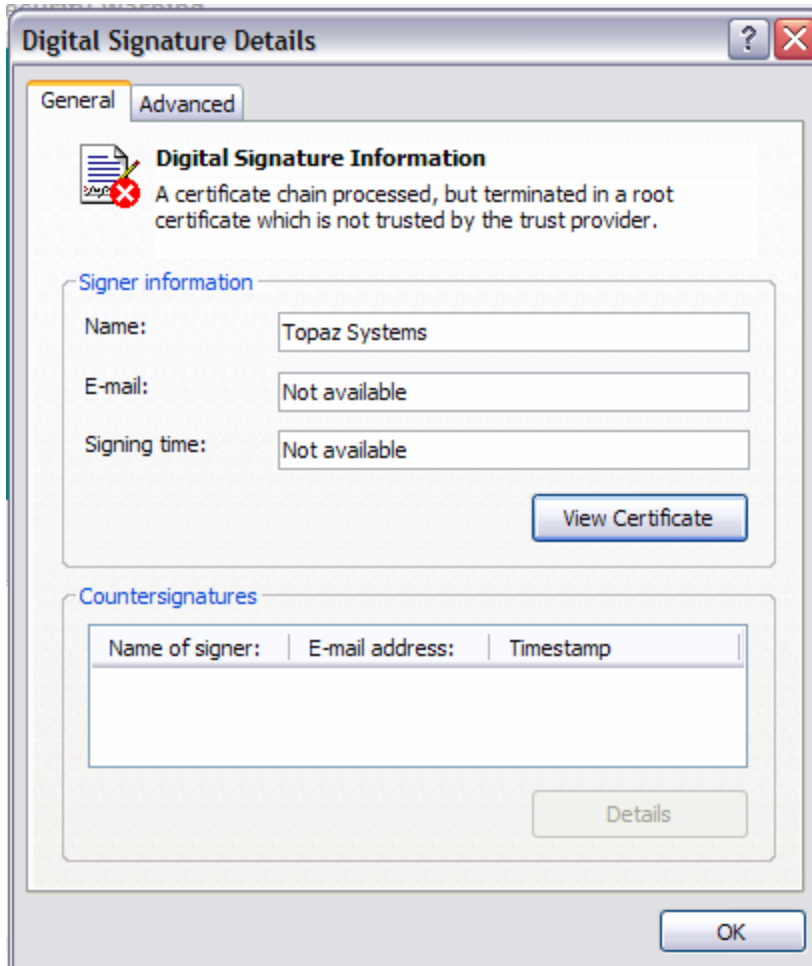 Digital Signature Details
General
Advanced
Digital Signature Information
A certificate chain processed, but terminated in a root
certificate which is not trusted by the trust provider.
Signer information
Name:
Topaz Systems
E-mail:
Not available
Signing time:
Not available
View Certificate
Countersignatures
Name of signer: E-mail address: Timestamp
Details
OK